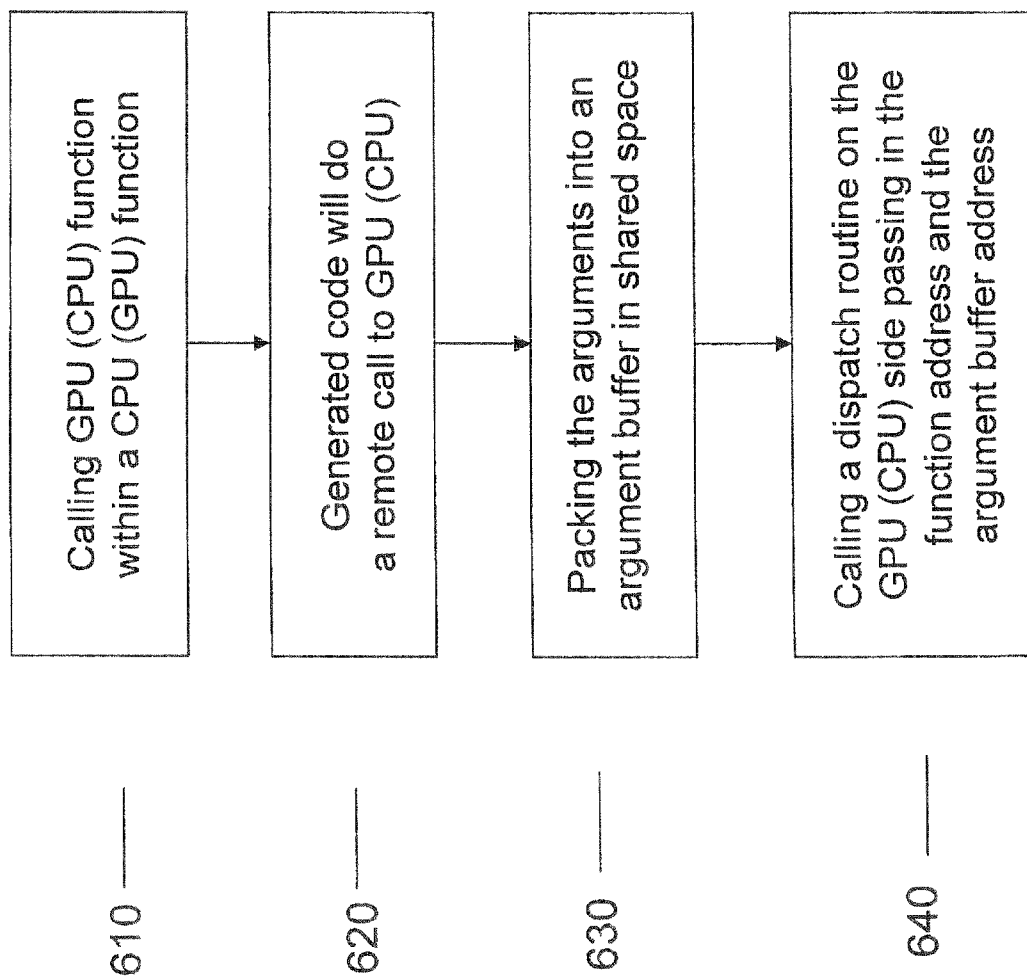 610
Calling GPU (CPU) function
within a CPU (GPU) function
620
Generated code will do
a remote call to GPU (CPU)
630
Packing the arguments into an
argument buffer in shared space
640
Calling a dispatch routine on the
GPU (CPU) side passing in the
function address and the
argument buffer address